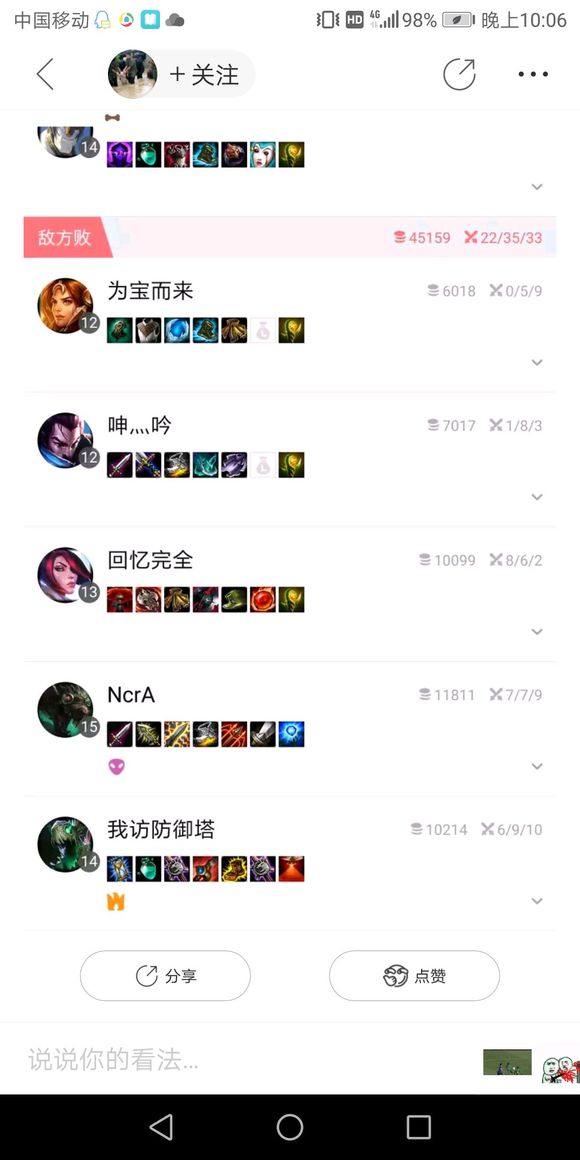 中国移动 HD 4G 98% 晚上10:06
+关注
14
敌方败 45159 22/35/33
为宝而来 6018 0/5/9
12
呻灬吟 7017 1/8/3
12
回忆完全 10099 8/6/2
13
NcrA 11811 7/7/9
15
我访防御塔 10214 6/9/10
14
分享 点赞
说说你的看法...